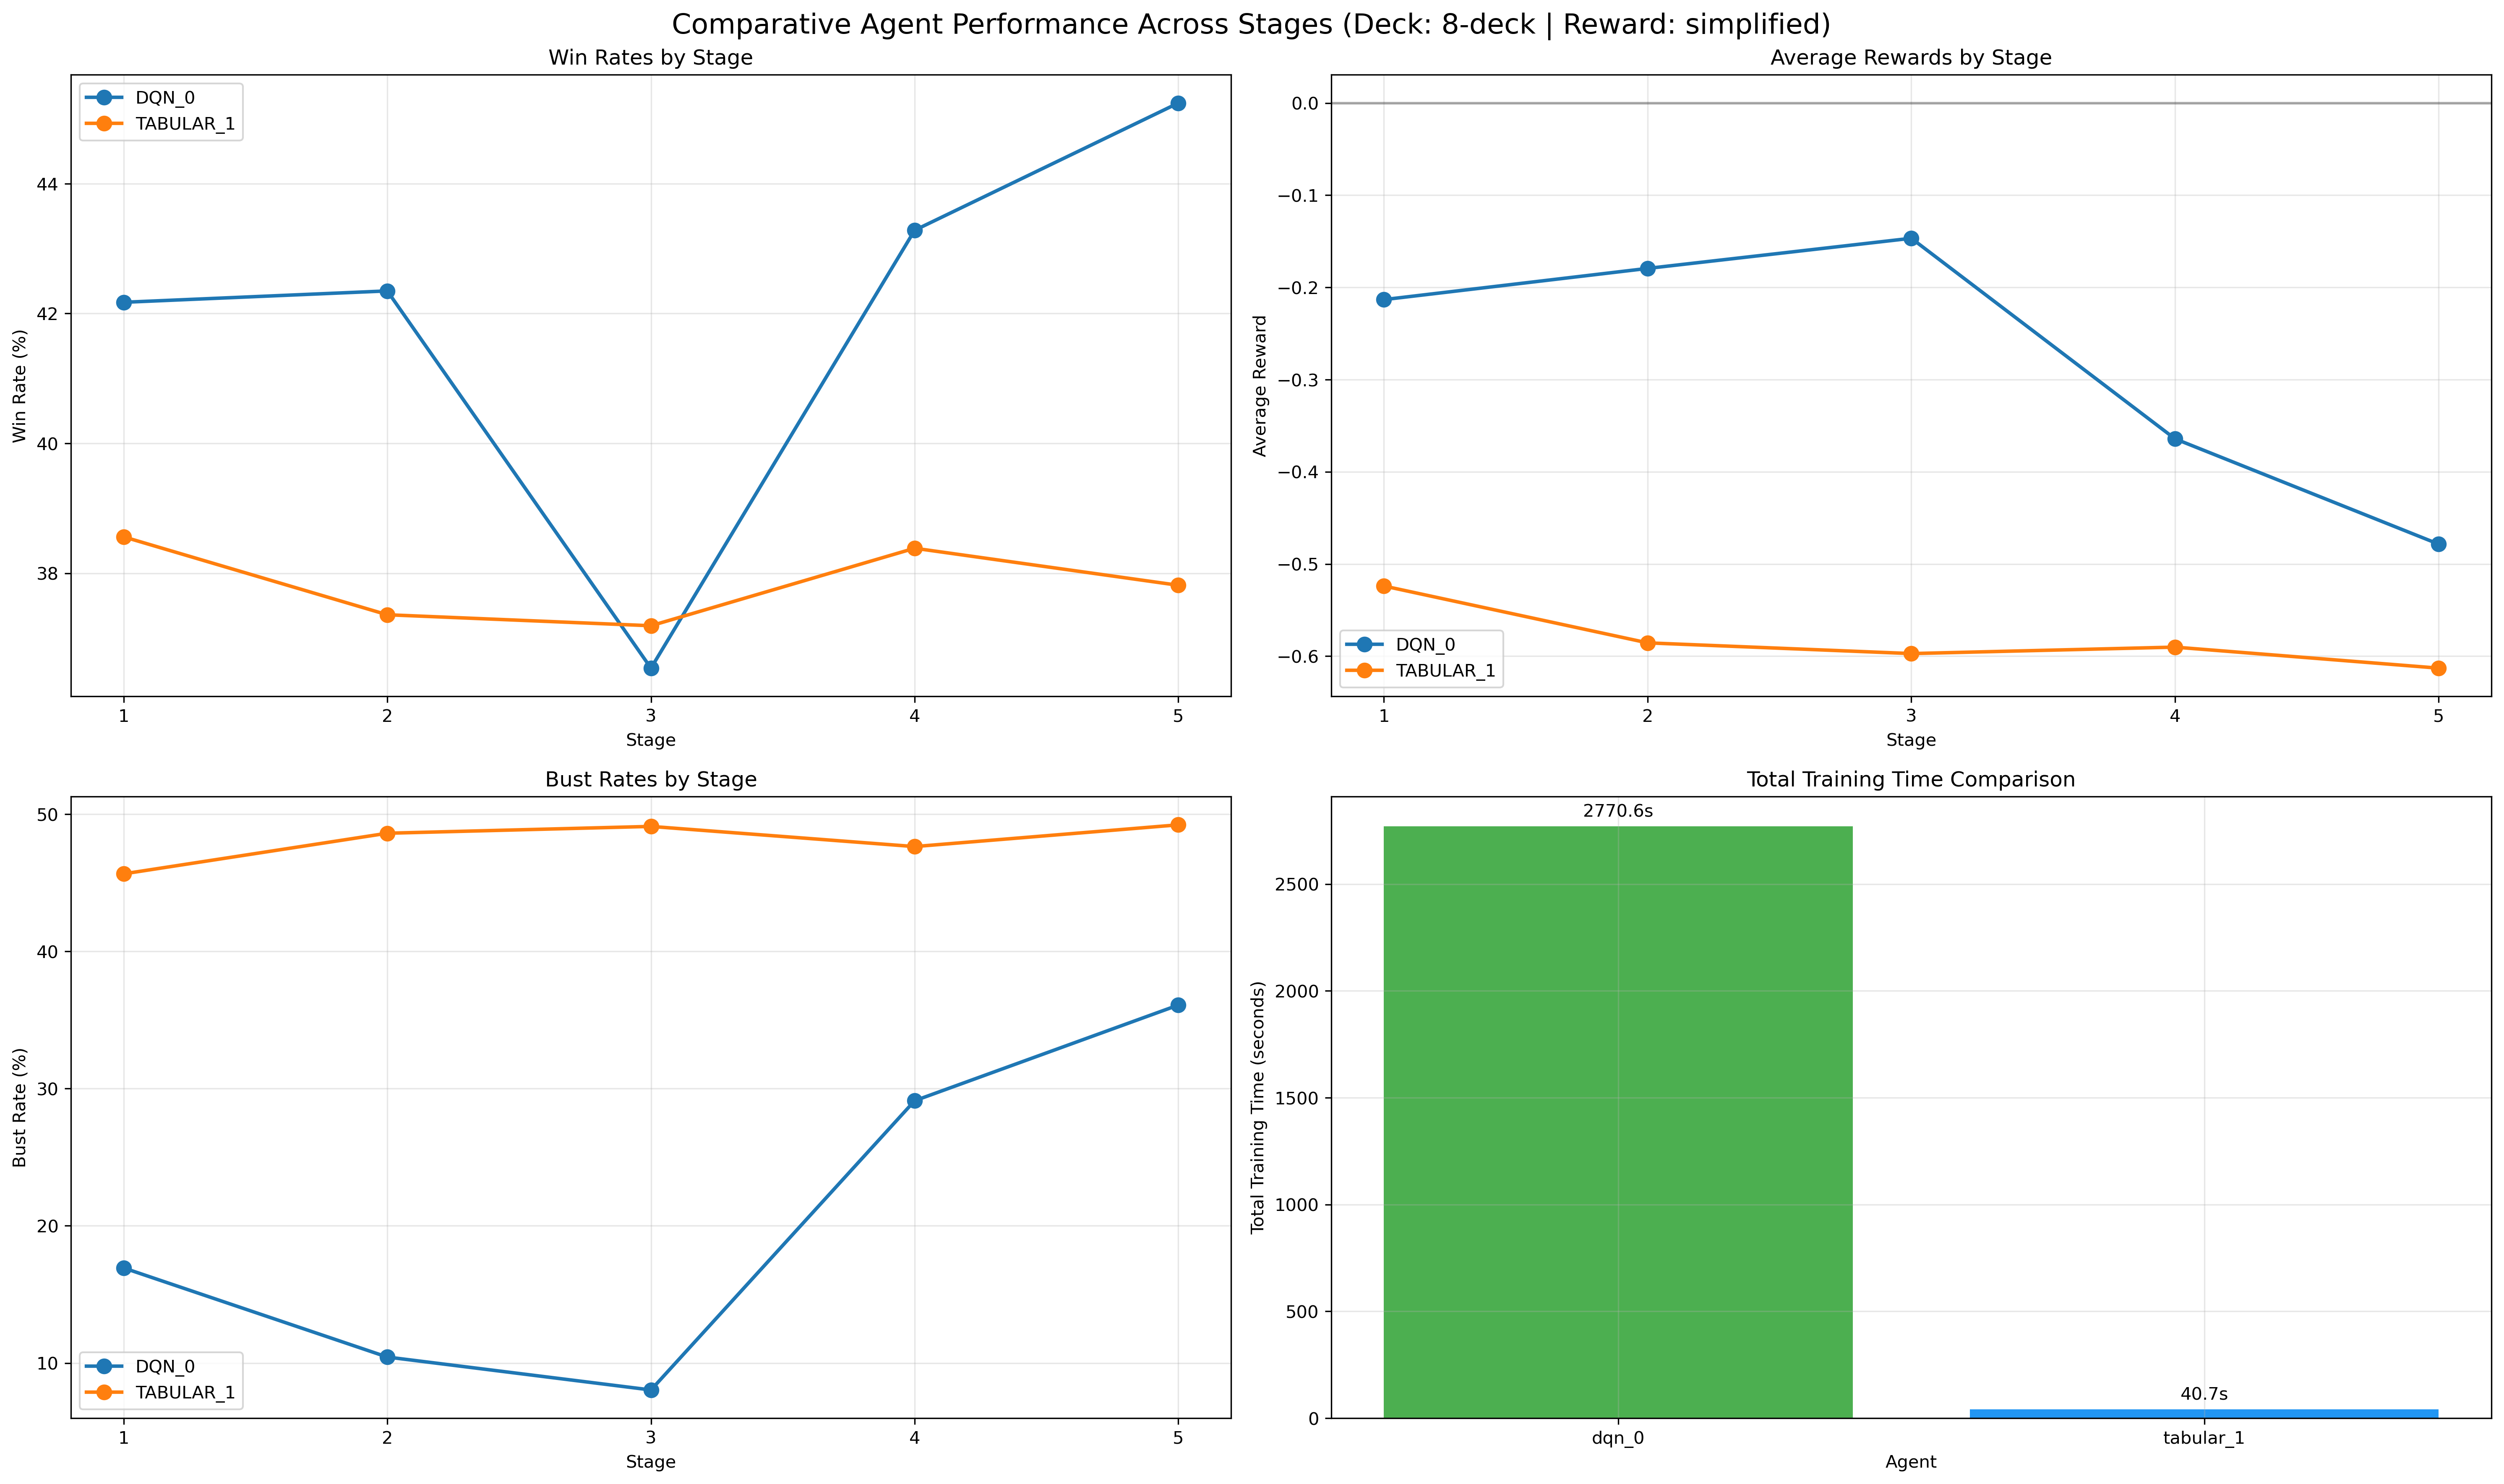 Comparative Agent Performance Across Stages (Deck: 8-deck | Reward: simplified)
Win Rates by Stage
DQN_0
TABULAR_1
Win Rate (%)
44
42
40
38
1
2
3
4
5
Stage
Average Rewards by Stage
0.0
−0.1
−0.2
−0.3
−0.4
−0.5
−0.6
Average Reward
DQN_0
TABULAR_1
1
2
3
4
5
Stage
Bust Rates by Stage
50
40
30
20
10
Bust Rate (%)
DQN_0
TABULAR_1
1
2
3
4
5
Stage
Total Training Time Comparison
2770.6s
40.7s
2500
2000
1500
1000
500
0
Total Training Time (seconds)
dqn_0
tabular_1
Agent